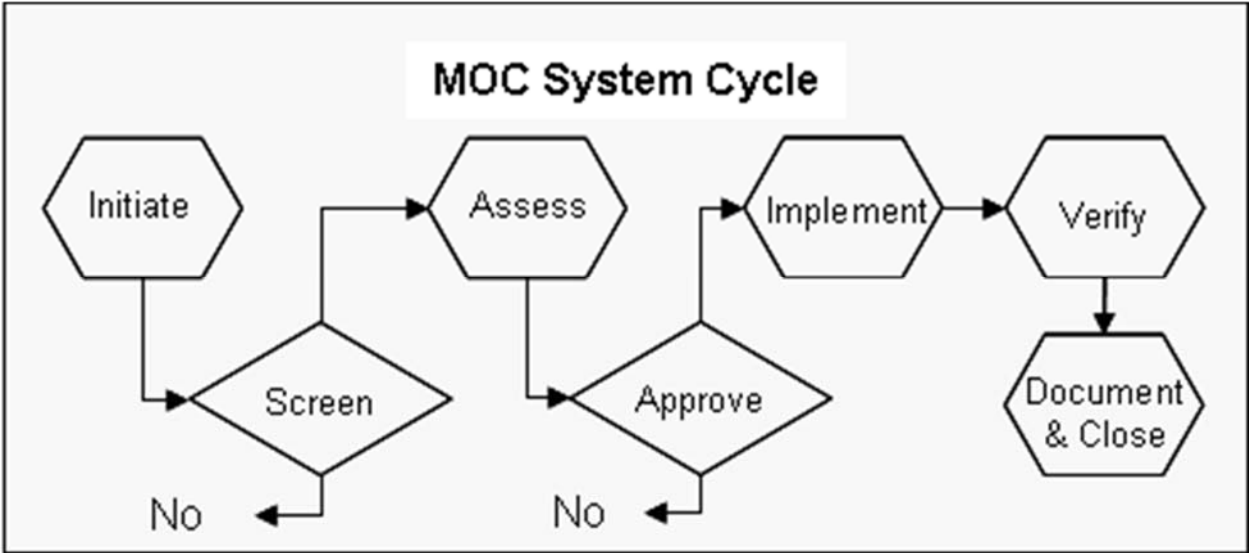 MOC System Cycle
Initiate
Assess
Implement
Verify
Screen
Approve
Document
& Close
No
No